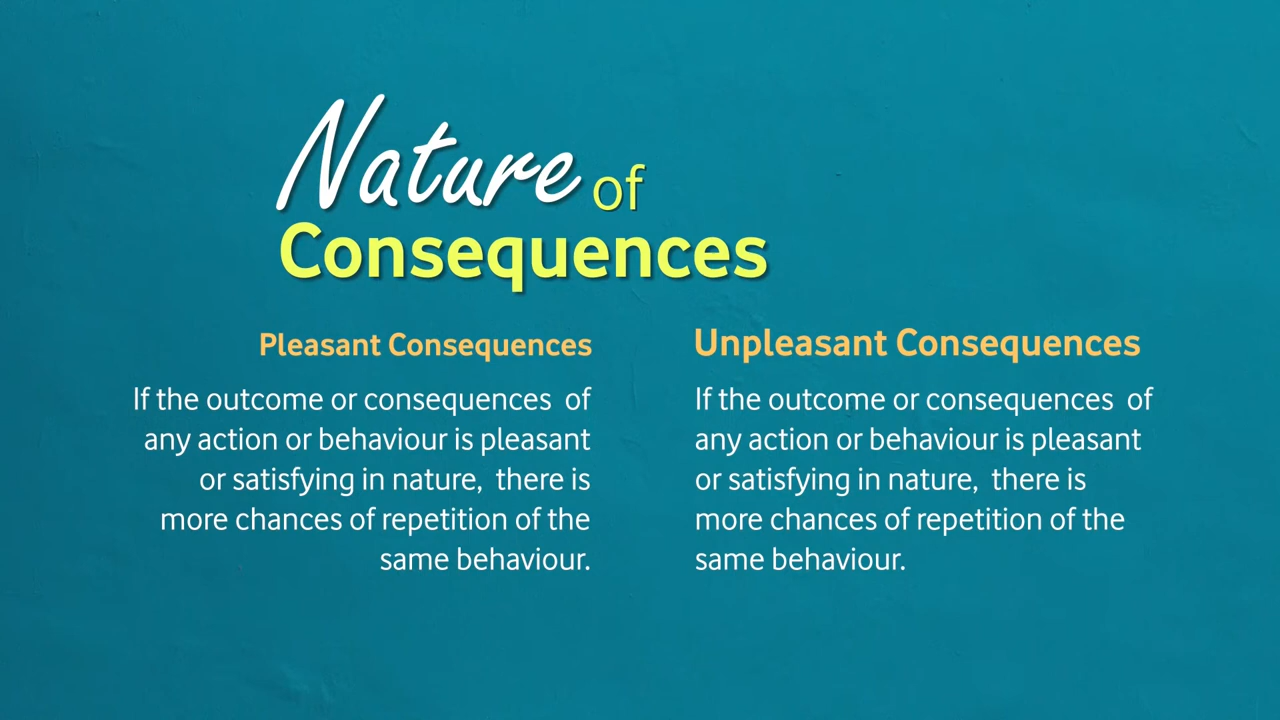 Nature of
Consequences
Pleasant Consequences
If the outcome or consequences of
any action or behaviour is pleasant
or satisfying in nature, there is
more chances of repetition of the
same behaviour.
Unpleasant Consequences
If the outcome or consequences of
any action or behaviour is pleasant
or satisfying in nature, there is
more chances of repetition of the
same behaviour.